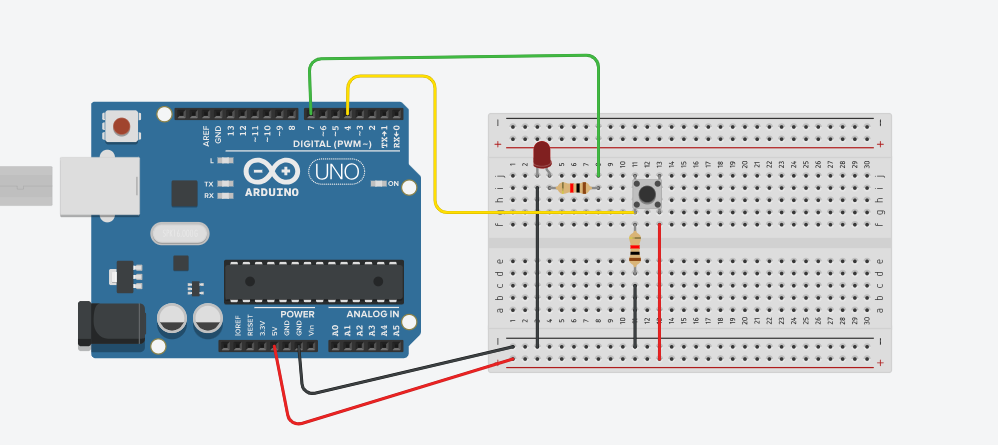 AREF
GND
13
12
~11
~10
~9
8
7
~6
~5
4
~3
2
TX→1
RX←0
DIGITAL (PWM~)
L
TX
RX
UNO
ARDUINO
ON
POWER
ANALOG IN
IOREF
RESET
3.3V
5V
GND
GND
Vin
A0
A1
A2
A3
A4
A5
− −
+ +
1 2 5 6 7 8 9 10 11 12 13 14 15 16 17 18 19 20 21 22 23 24 25 26 27 28 29 30
j j
i i
h h
g g
f f
e e
d d
c c
b b
a a
1 2 3 4 5 6 7 8 9 10 11 12 13 14 15 16 17 18 19 20 21 22 23 24 25 26 27 28 29 30
− −
+ +